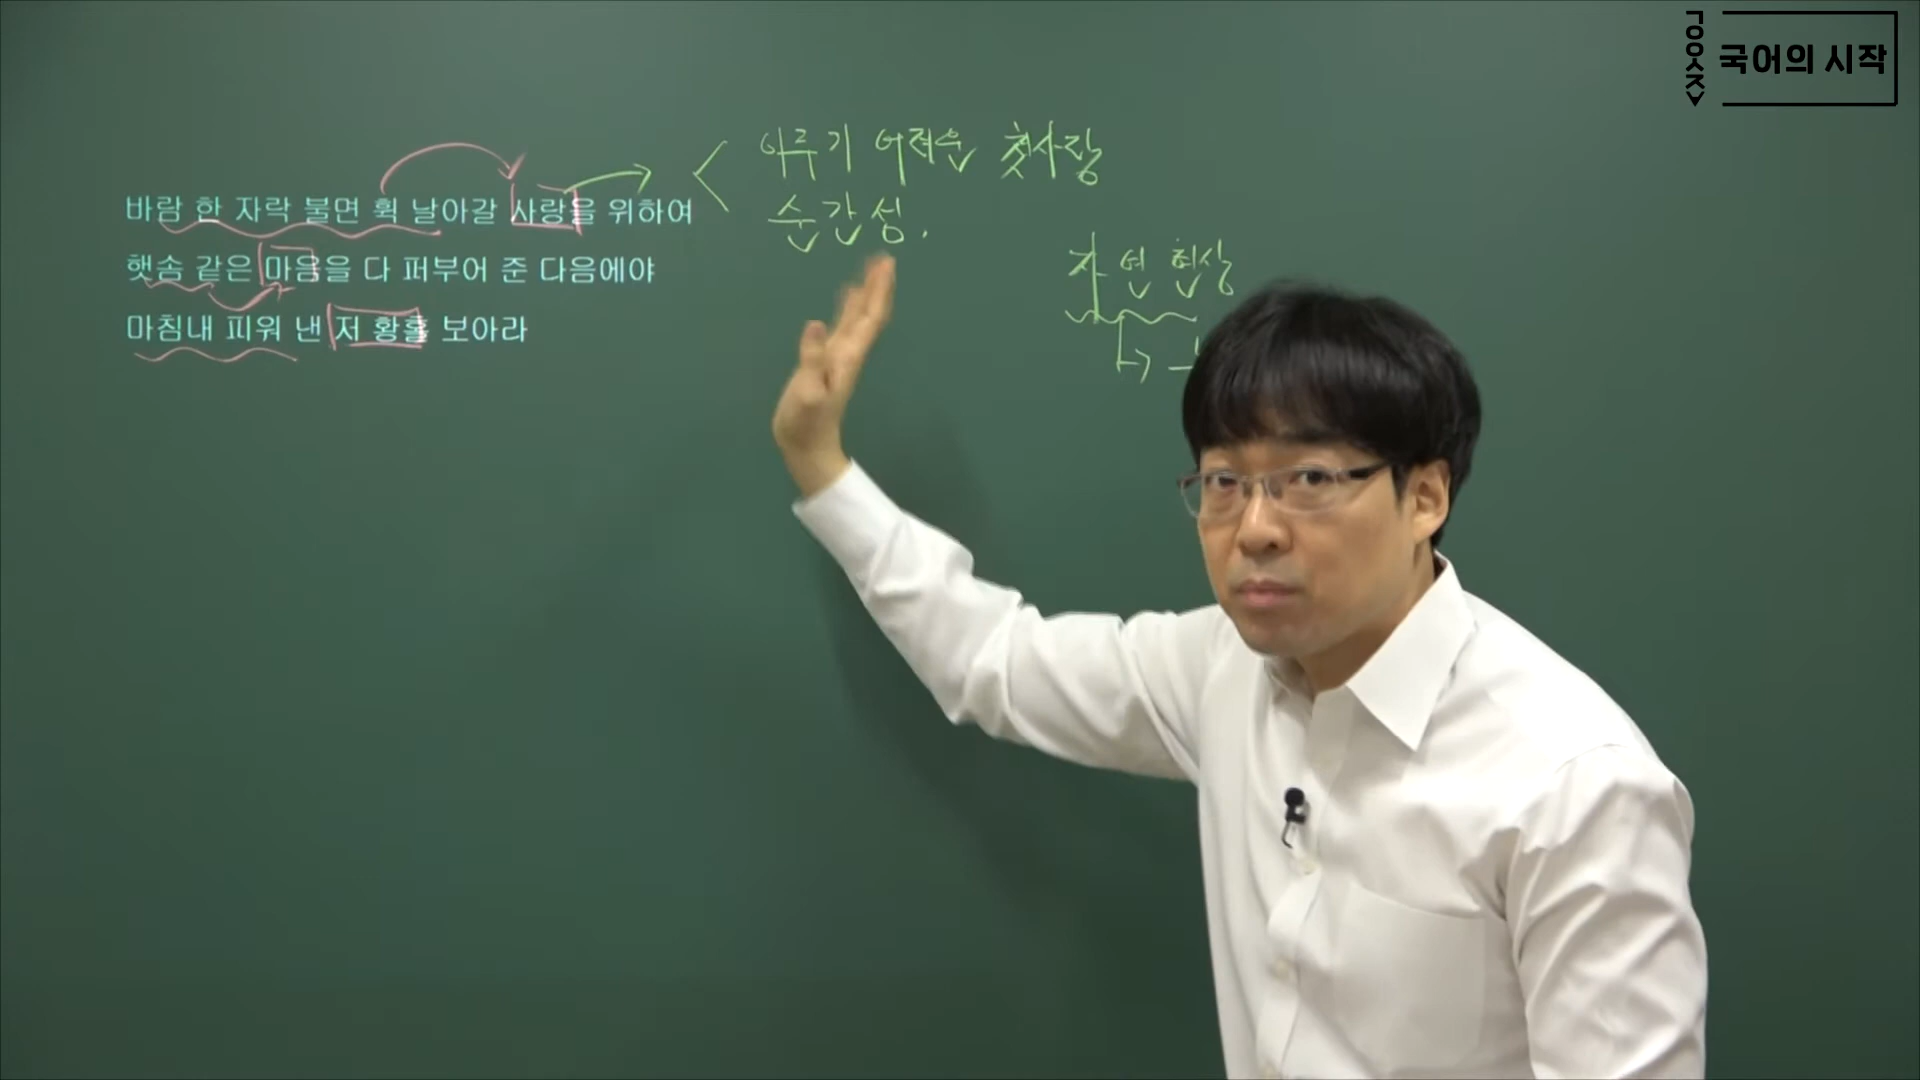 ㄱㅇㅇㅅㅈ
국어의 시작
바람 한 자락 불면 휙 날아갈 사랑을 위하여
햇솜 같은 마음을 다 퍼부어 준 다음에야
마침내 피워 낸 저 황홀 보아라
이루기 어려운 첫사랑
순간성.
자연현상